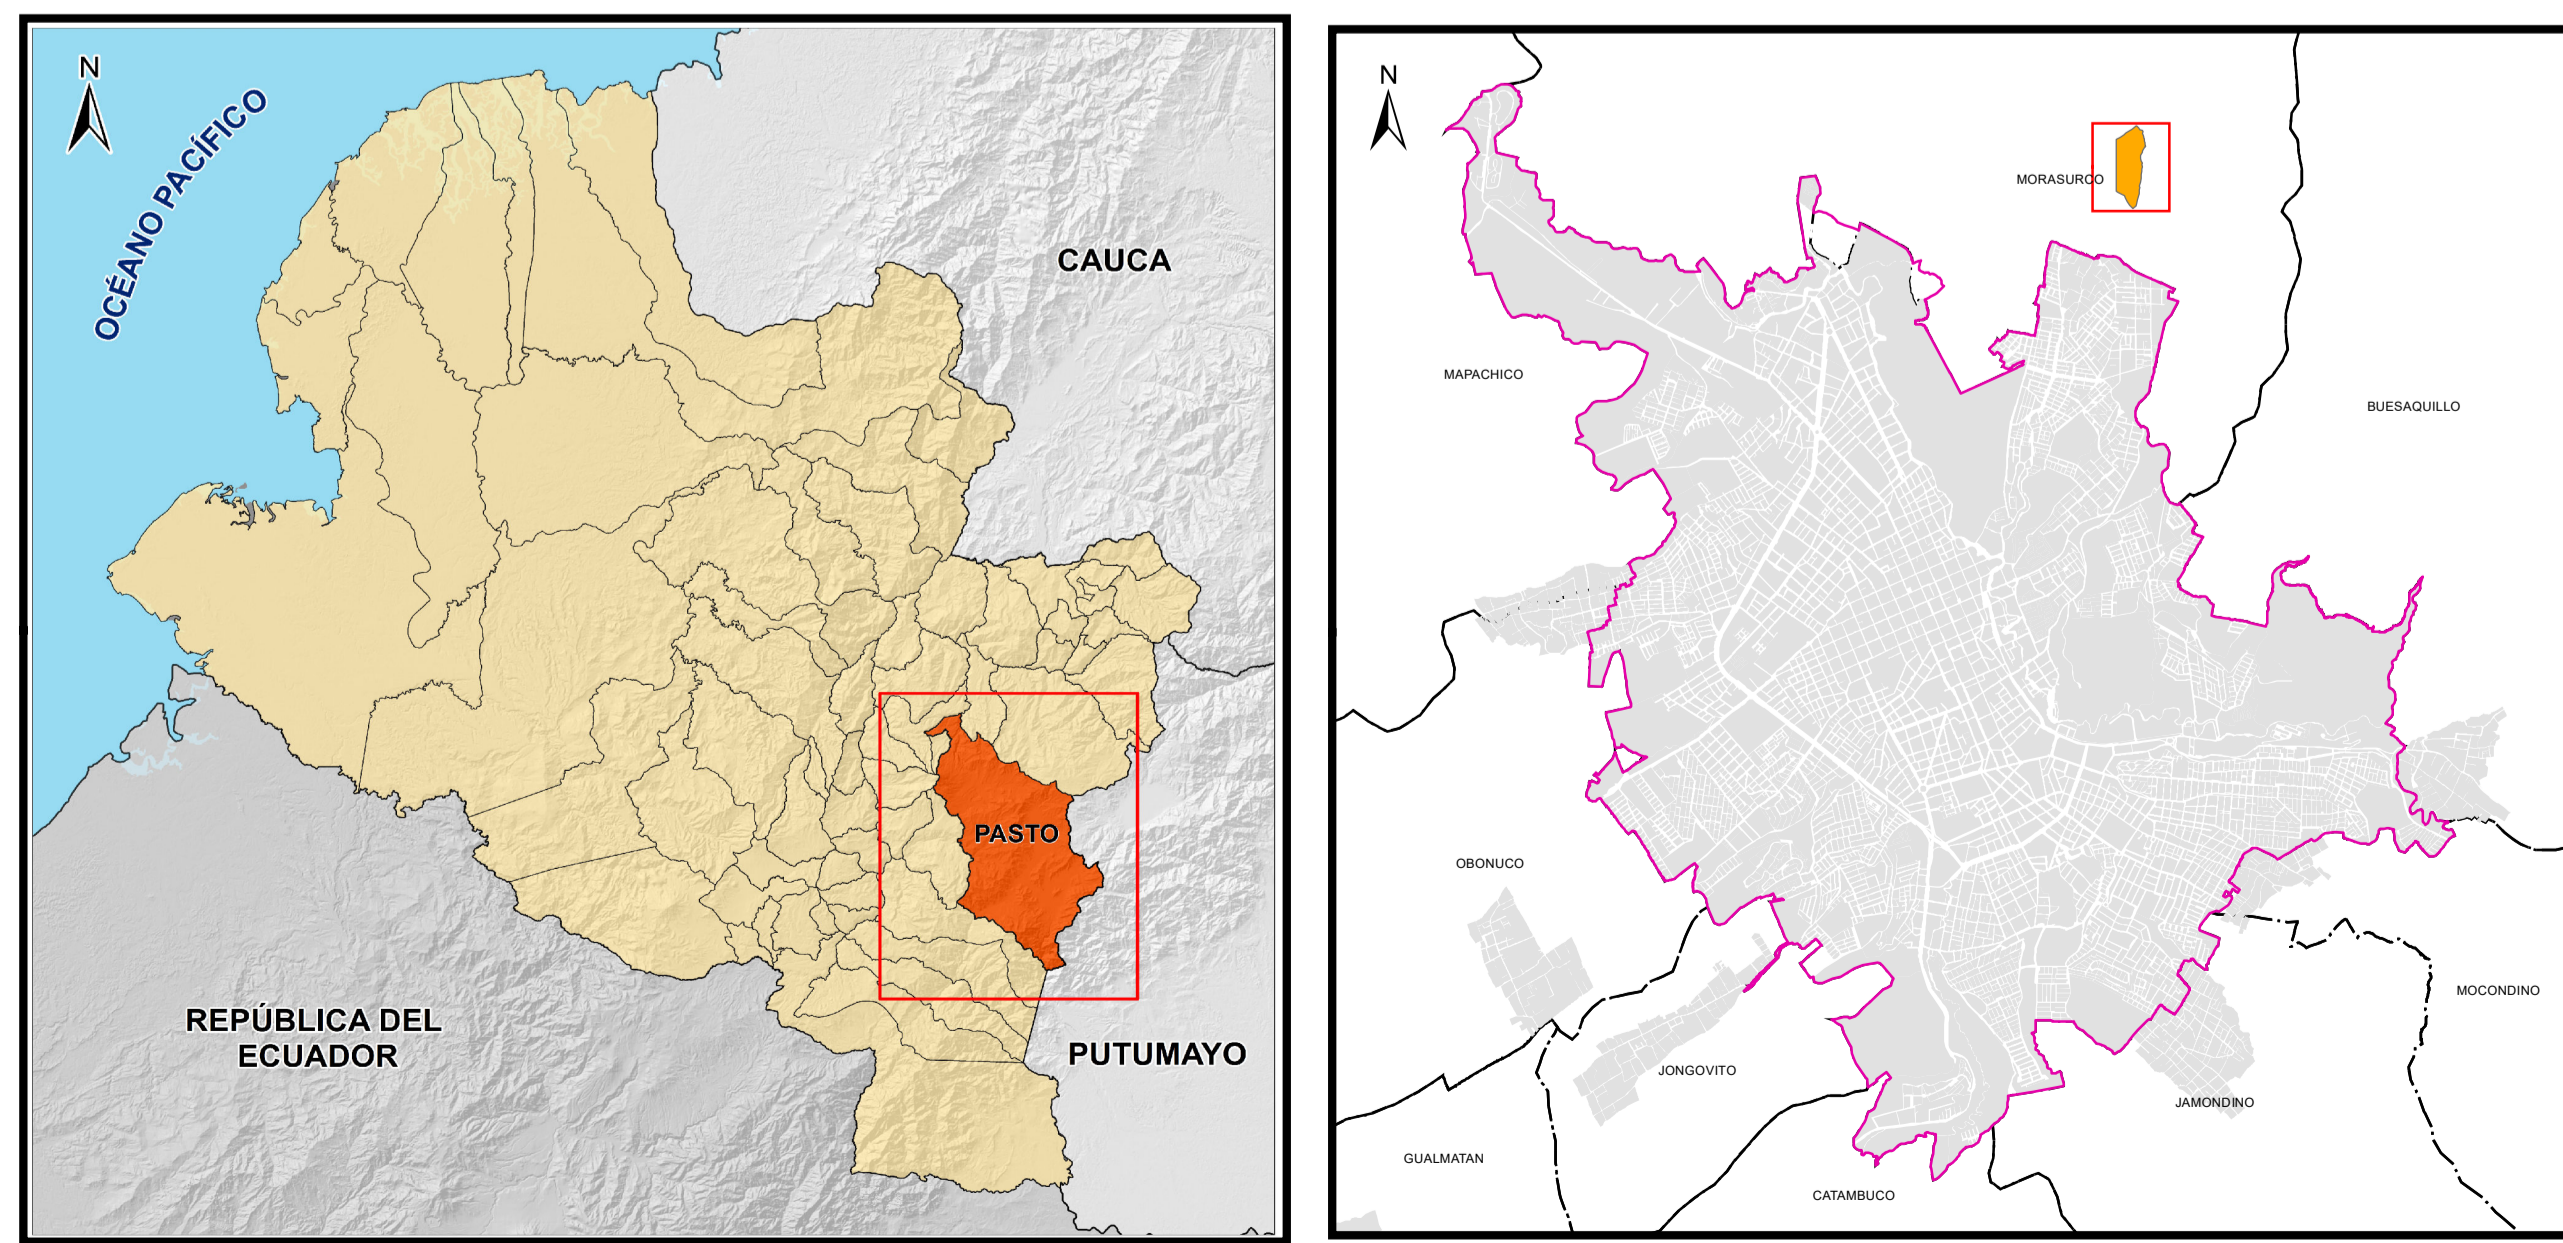 N
OCÉANO PACÍFICO
CAUCA
PASTO
REPÚBLICA DEL
ECUADOR
PUTUMAYO
N
MORASURCO
MAPACHICO
BUESAQUILLO
OBONUCO
MOCONDINO
JONGOVITO
JAMONDINO
GUALMATAN
CATAMBUCO